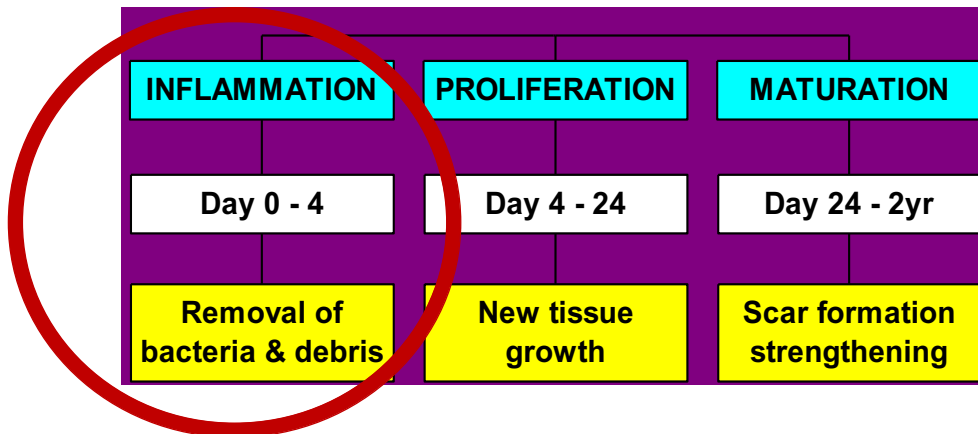 INFLAMMATION
PROLIFERATION
MATURATION
Day 0 - 4
Day 4 - 24
Day 24 - 2yr
Removal of
bacteria & debris
New tissue
growth
Scar formation
strengthening